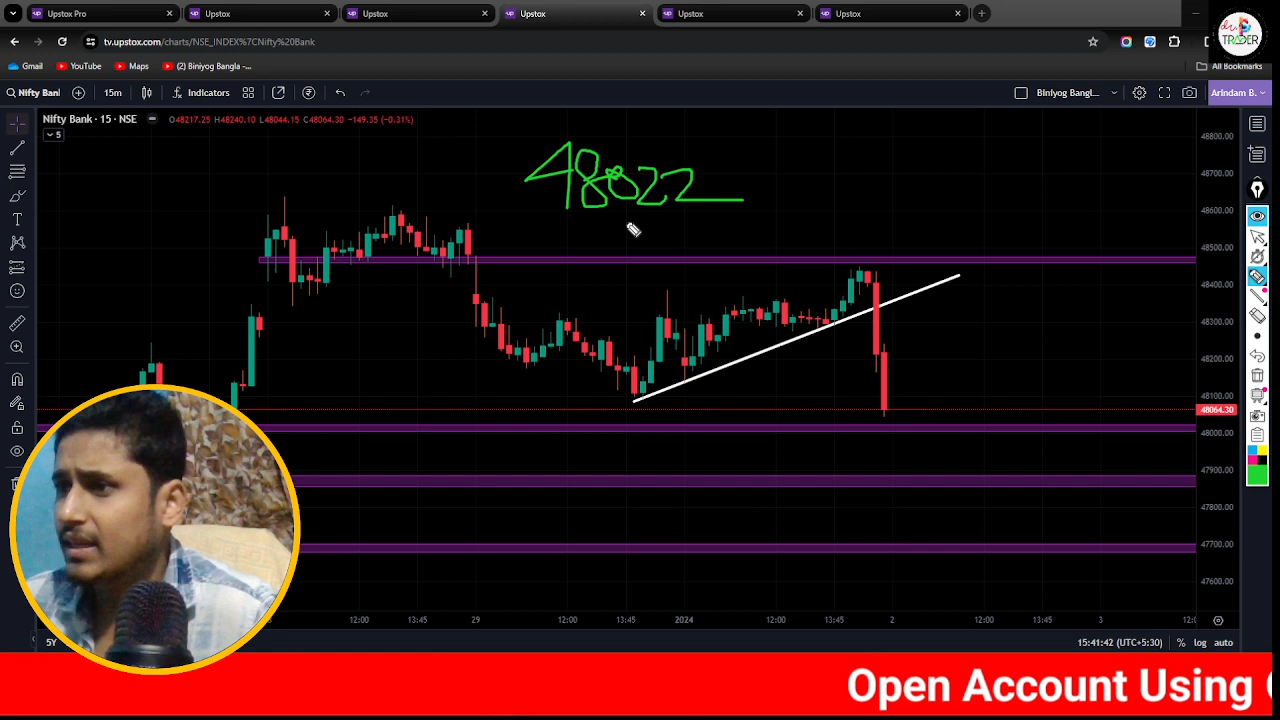 Upstox Pro
Upstox
Upstox
Upstox
Upstox
Upstox
tv.upstox.com/charts/NSE_INDEX%7CNifty%20Bank
TRADER
Gmail
YouTube
Maps
(2) Biniyog Bangla -...
All Bookmarks
Nifty Banl
15m
Indicators
Biniyog Bangl...
Arindam B.
Nifty Bank · 15 · NSE
O48217.25 H48240.10 L48044.15 C48064.30 -149.35 (-0.31%)
5
48022
48800.00
48700.00
48600.00
48500.00
48400.00
48300.00
48200.00
48100.00
48064.30
48000.00
47900.00
47800.00
47700.00
47600.00
12:00
13:45
29
12:00
13:45
2024
12:00
13:45
2
12:00
13:45
3
12:0
5Y
15:41:42 (UTC+5:30)
%
log
auto
Open Account Using